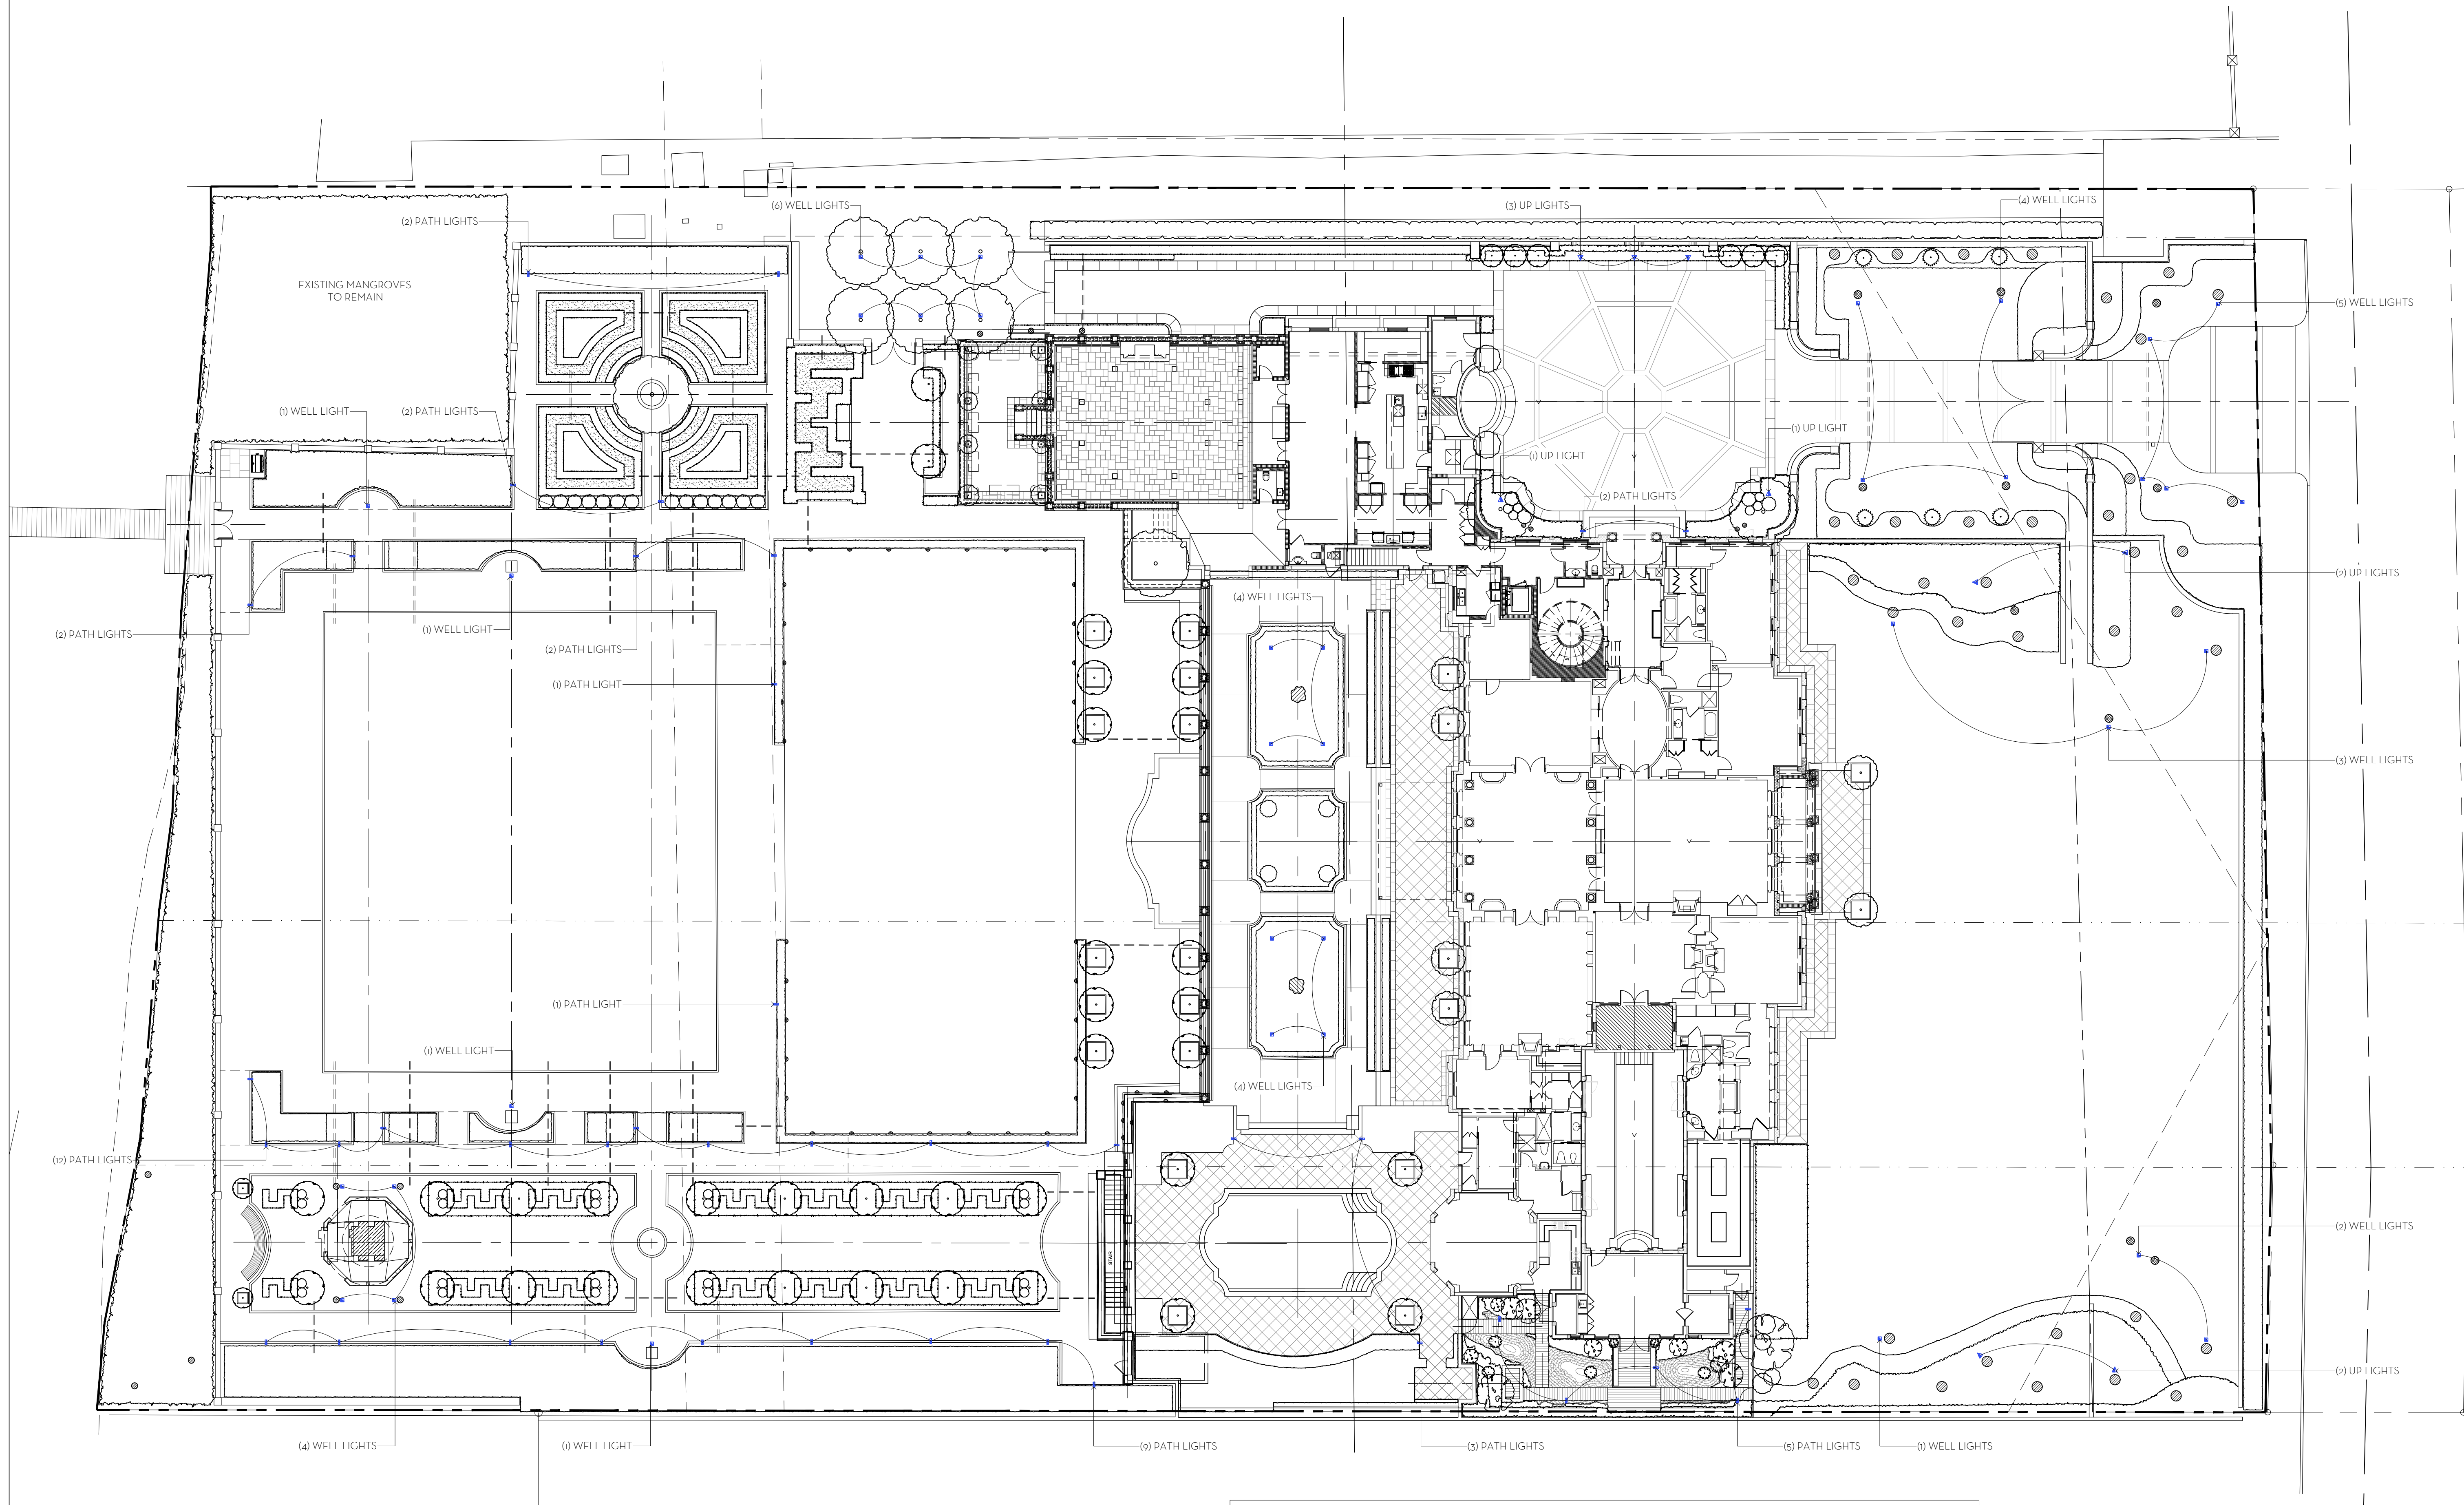 (4) WELL LIGHTS
(6) WELL LIGHTS
(3) UP LIGHTS
(2) PATH LIGHTS
EXISTING MANGROVES
TO REMAIN
(5) WELL LIGHTS
(1) WELL LIGHT
(2) PATH LIGHTS
(1) UP LIGHT
(1) UP LIGHT
(2) PATH LIGHTS
(2) UP LIGHTS
(4) WELL LIGHTS
(1) WELL LIGHT
(2) PATH LIGHTS
(2) PATH LIGHTS
(1) PATH LIGHT
(3) WELL LIGHTS
(1) PATH LIGHT
(1) WELL LIGHT
(4) WELL LIGHTS
(12) PATH LIGHTS
(2) WELL LIGHTS
STAIR
(2) UP LIGHTS
(4) WELL LIGHTS
(1) WELL LIGHT
(9) PATH LIGHTS
(3) PATH LIGHTS
(5) PATH LIGHTS
(1) WELL LIGHTS